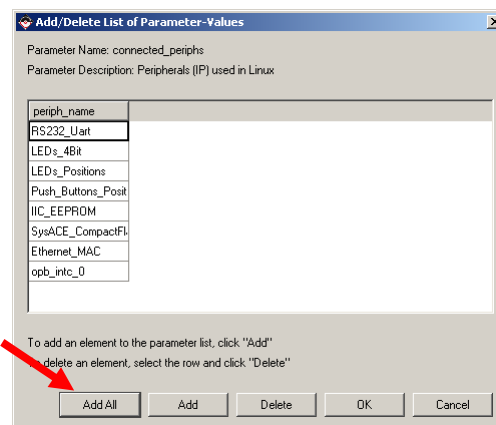 Add/Delete List of Parameter-Values
Parameter Name: connected_periphs
Parameter Description: Peripherals (IP) used in Linux
periph_name
RS232_Uart
LEDs_4Bit
LEDs_Positions
Push_Buttons_Posit
IIC_EEPROM
SysACE_CompactFl
Ethernet_MAC
opb_intc_0
To add an element to the parameter list, click "Add"
delete an element, select the row and click "Delete"
Add All Add Delete OK Cancel